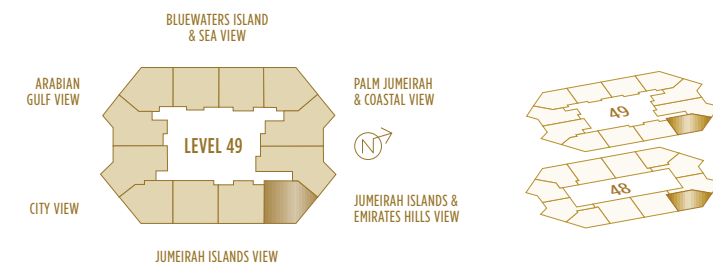 BLUEWATERS ISLAND
& SEA VIEW
ARABIAN
GULF VIEW
PALM JUMEIRAH
& COASTAL VIEW
LEVEL 49
N
CITY VIEW
JUMEIRAH ISLANDS &
EMIRATES HILLS VIEW
JUMEIRAH ISLANDS VIEW
49
48